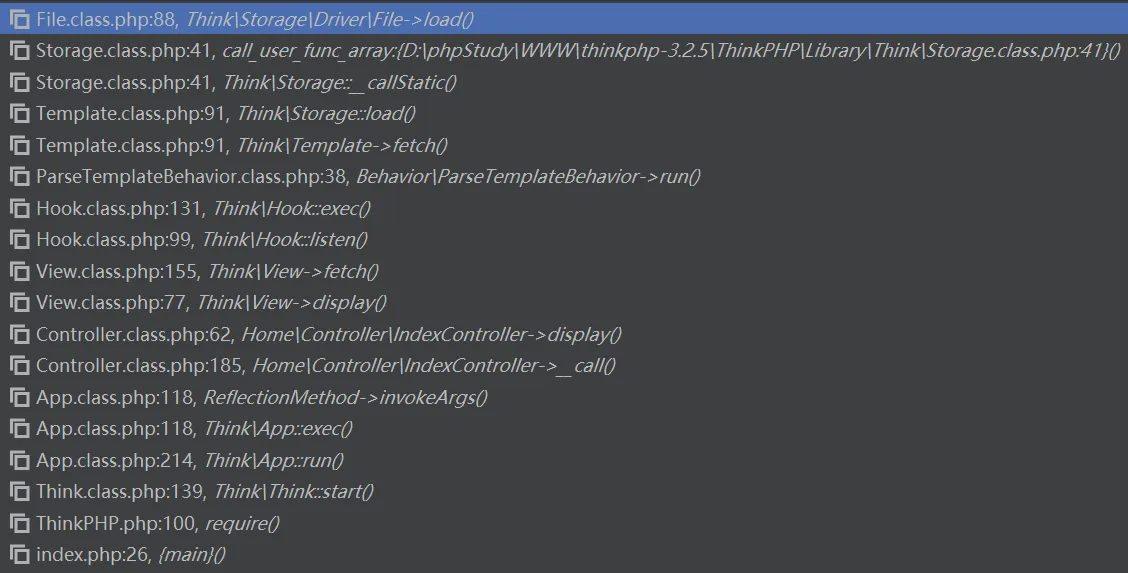 File.class.php:88, Think\Storage\Driver\File->load()
Storage.class.php:41, call_user_func_array:{D:\phpStudy\WWW\thinkphp-3.2.5\ThinkPHP\Library\Think\Storage.class.php:41}()
Storage.class.php:41, Think\Storage::__callStatic()
Template.class.php:91, Think\Storage::load()
Template.class.php:91, Think\Template->fetch()
ParseTemplateBehavior.class.php:38, Behavior\ParseTemplateBehavior->run()
Hook.class.php:131, Think\Hook::exec()
Hook.class.php:99, Think\Hook::listen()
View.class.php:155, Think\View->fetch()
View.class.php:77, Think\View->display()
Controller.class.php:62, Home\Controller\IndexController->display()
Controller.class.php:185, Home\Controller\IndexController->__call()
App.class.php:118, ReflectionMethod->invokeArgs()
App.class.php:118, Think\App::exec()
App.class.php:214, Think\App::run()
Think.class.php:139, Think\Think::start()
ThinkPHP.php:100, require()
index.php:26, {main}()